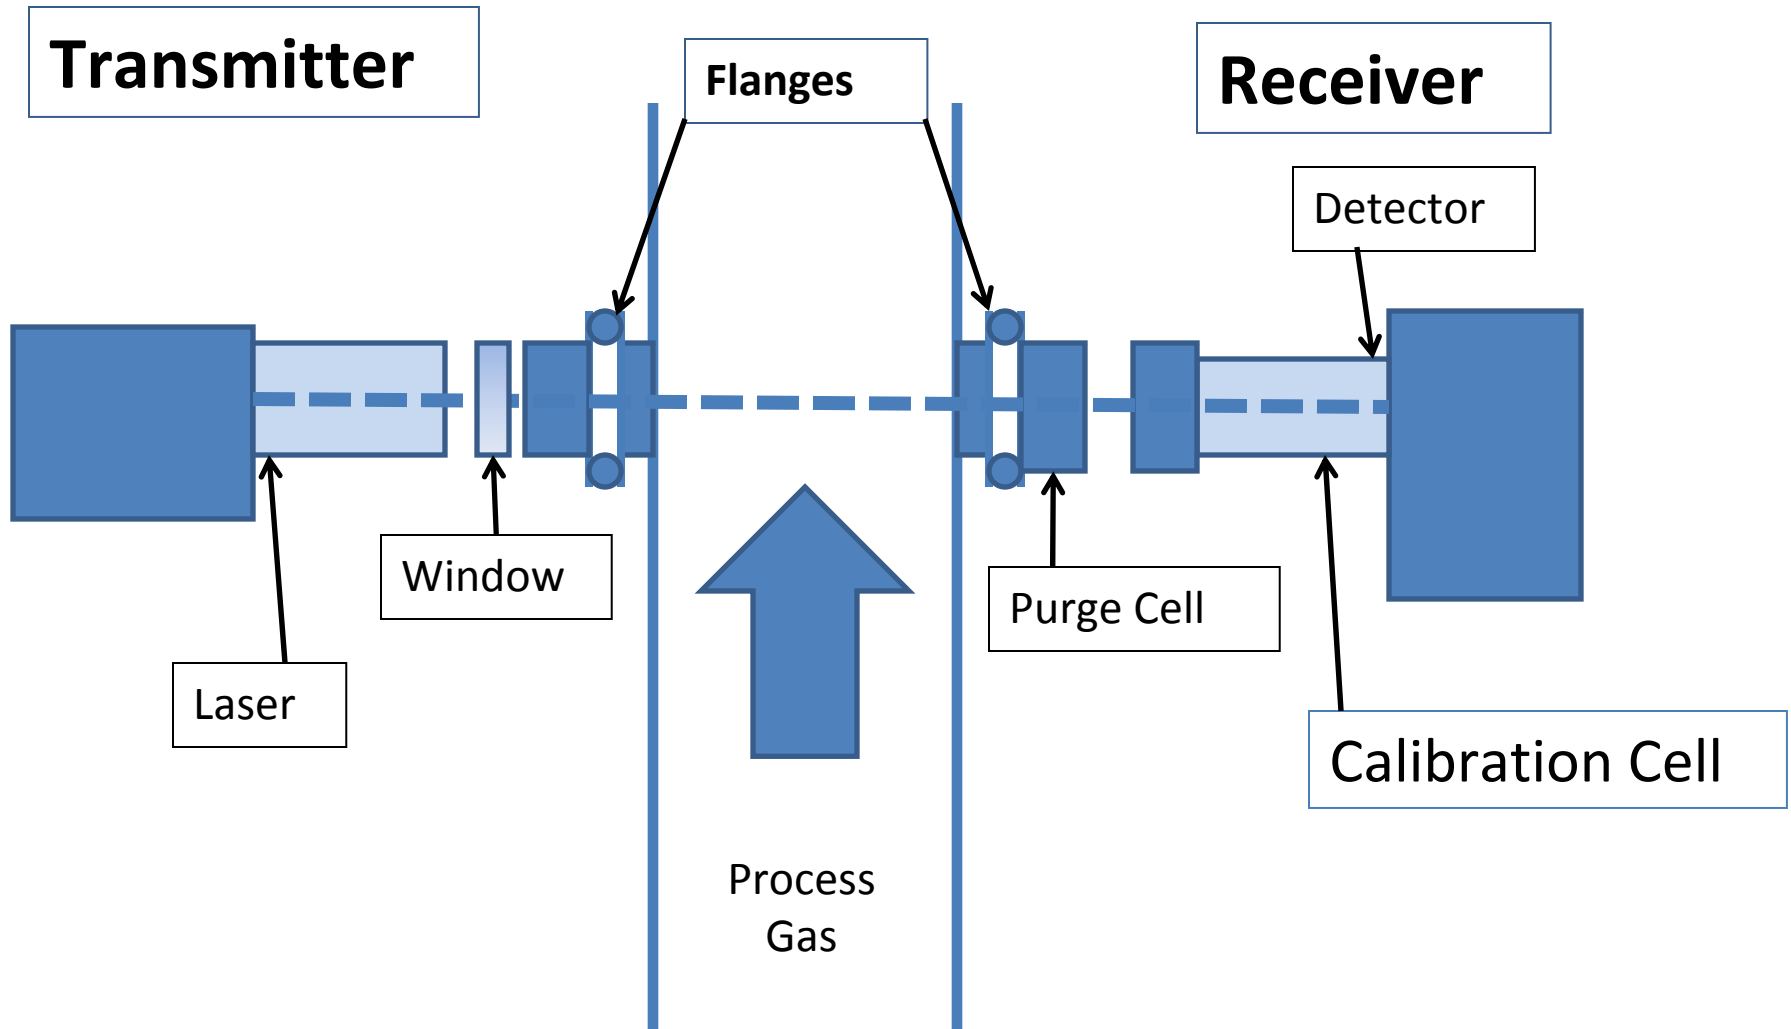 Transmitter
Flanges
Receiver
Detector
Window
Purge Cell
Laser
Calibration Cell
Process
Gas